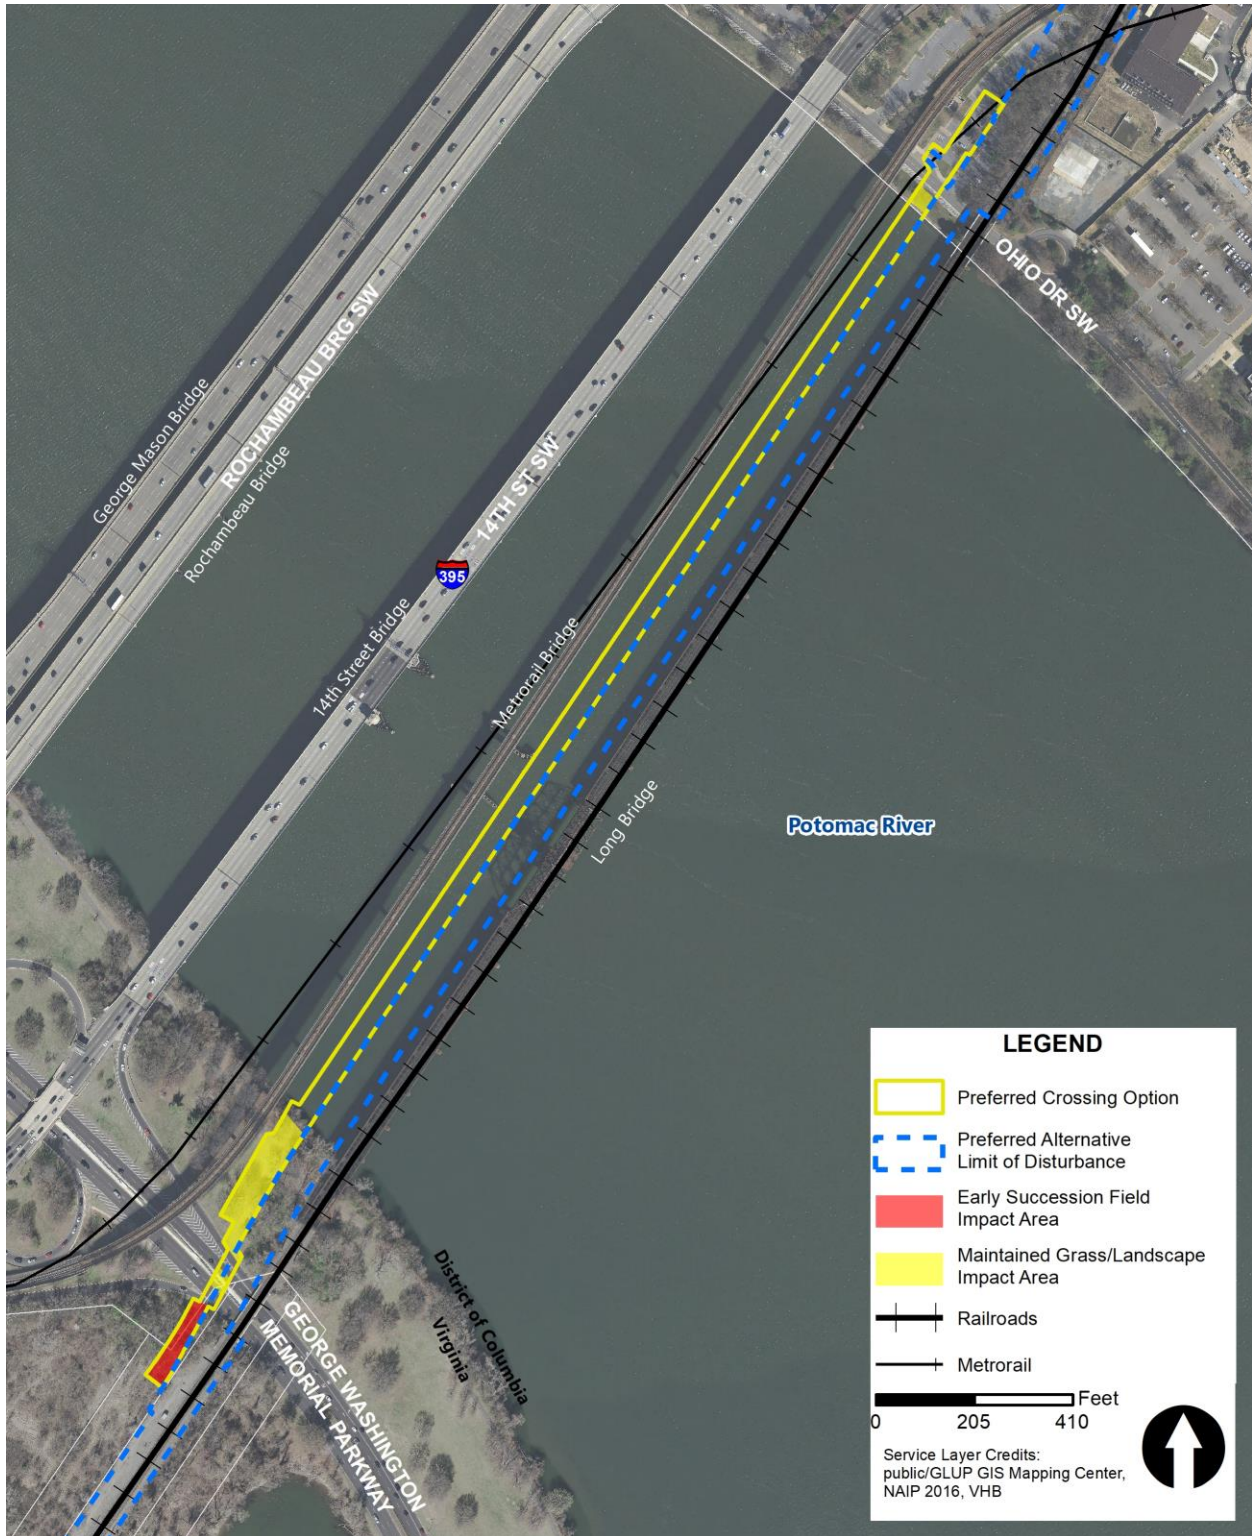 ROCHAMBEAU BRG SW
George Mason Bridge
Rochambeau Bridge
OHIO DR SW
14TH ST SW
395
14th Street Bridge
Metrorail Bridge
Long Bridge
Potomac River
District of Columbia
Virginia
GEORGE WASHINGTON
MEMORIAL PARKWAY
LEGEND
Preferred Crossing Option
Preferred Alternative
Limit of Disturbance
Early Succession Field
Impact Area
Maintained Grass/Landscape
Impact Area
Railroads
Metrorail
Feet
0 205 410
Service Layer Credits:
public/GLUP GIS Mapping Center,
NAIP 2016, VHB